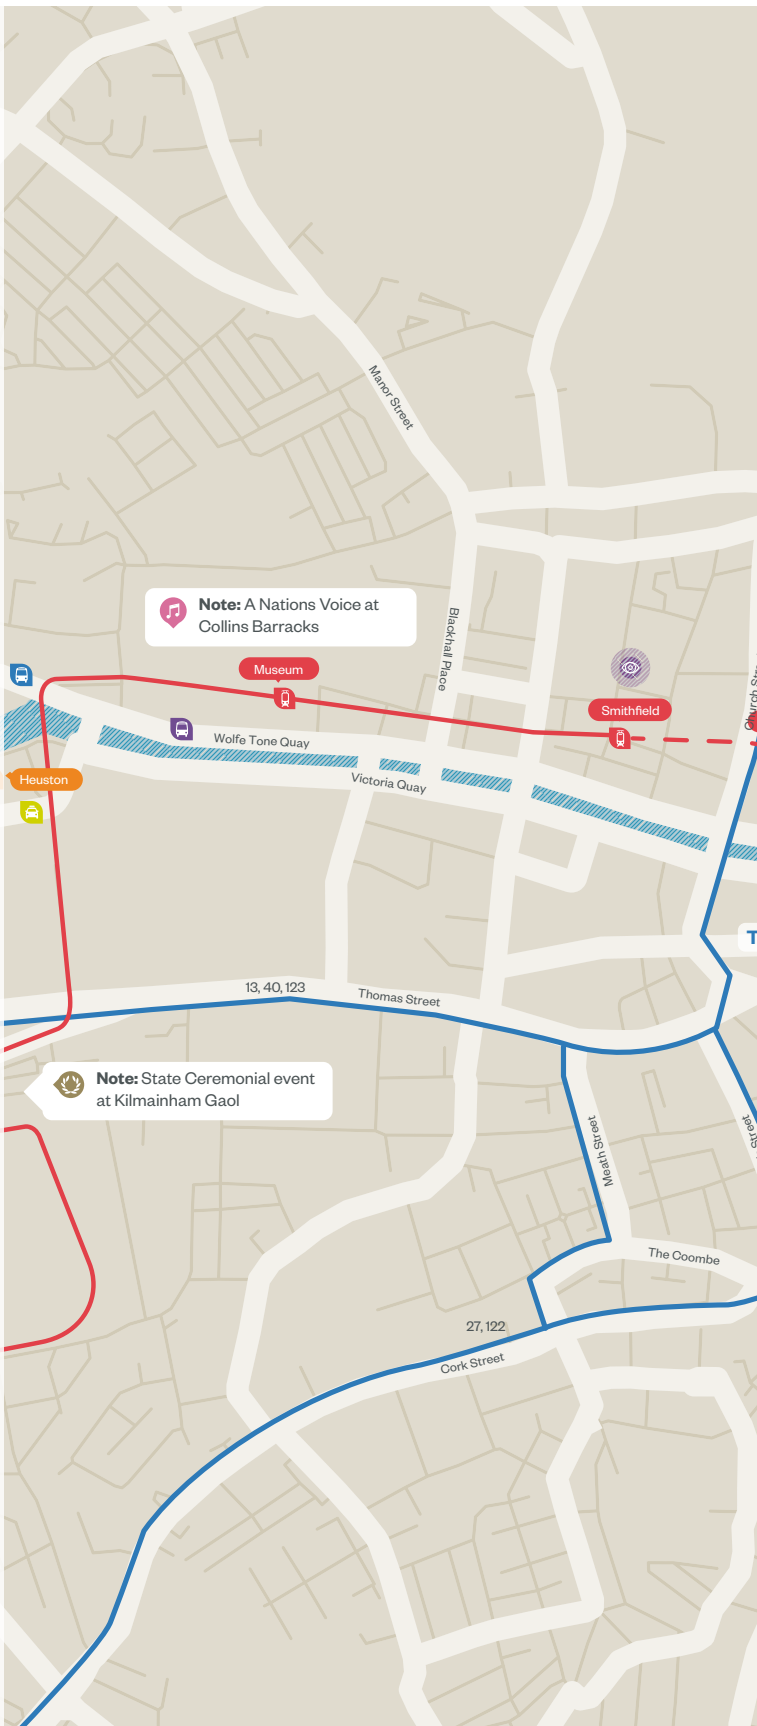 Manor Street
Note: A Nations Voice at
Collins Barracks
Blackhall Place
Museum
Smithfield
Wolfe Tone Quay
Heuston
Victoria Quay
13, 40, 123
Thomas Street
Note: State Ceremonial event
at Kilmainham Gaol
Meath Street
Street
The Coombe
27, 122
Cork Street